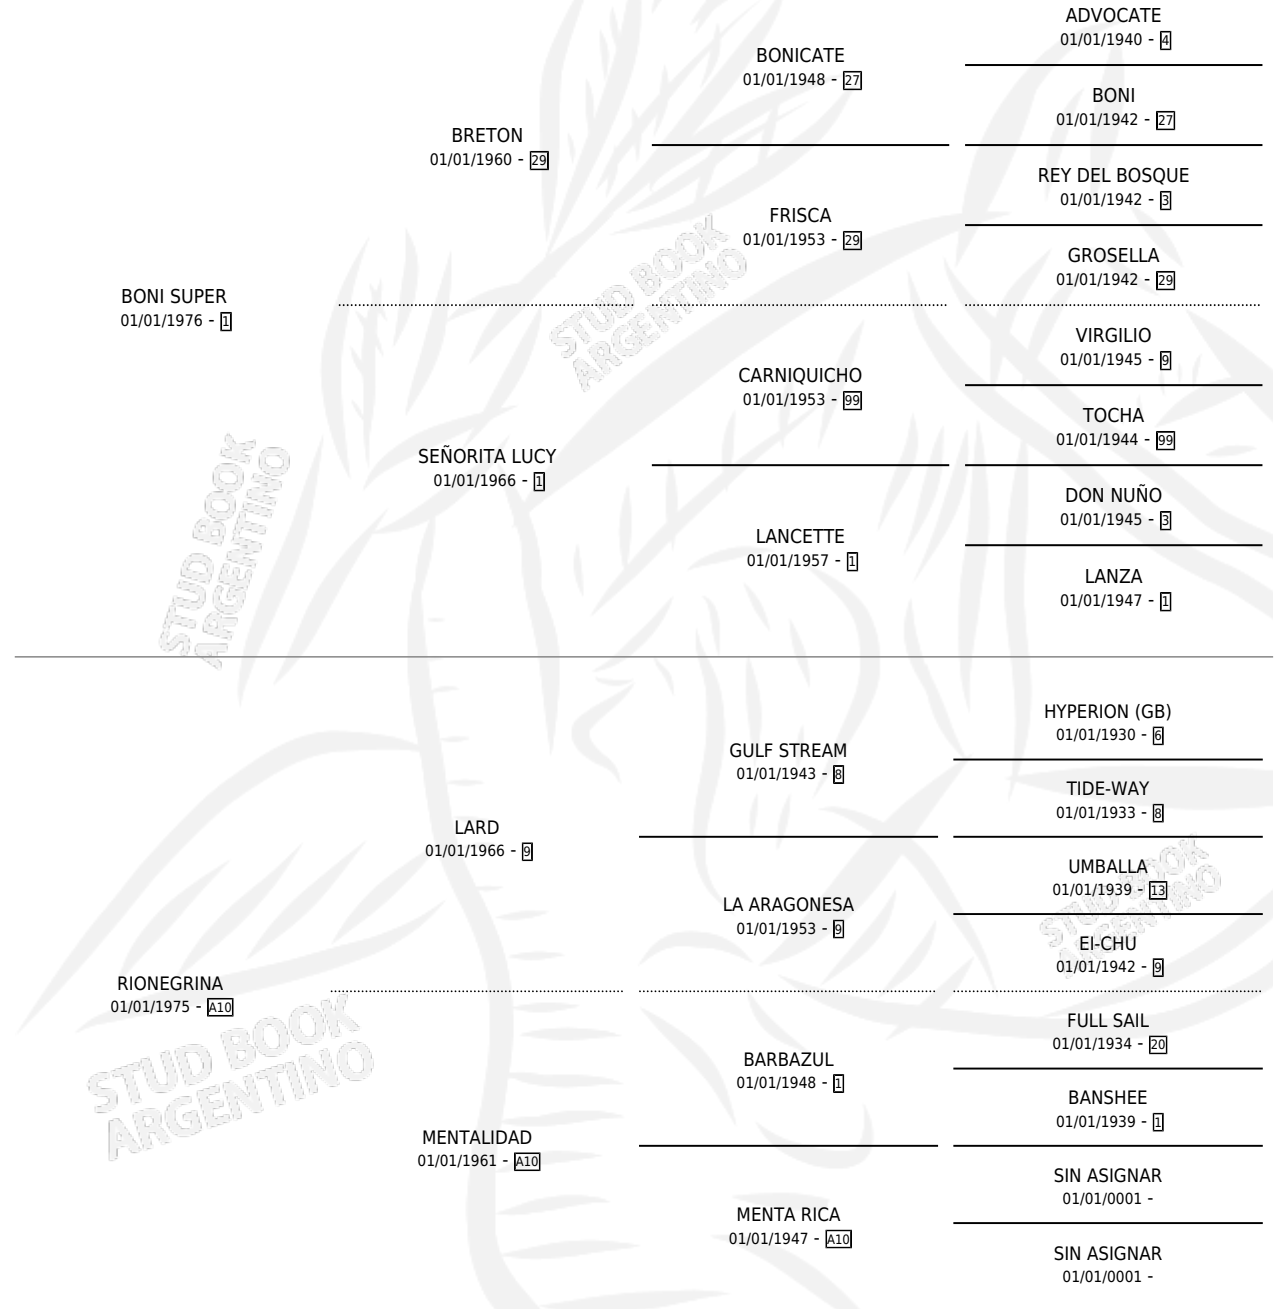 ADVOCATE
01/01/1940 - 4
BONICATE
01/01/1948 - 27
BONI
01/01/1942 - 27
BRETON
01/01/1960 - 29
REY DEL BOSQUE
01/01/1942 - 3
FRISCA
01/01/1953 - 29
GROSELLA
01/01/1942 - 29
BONI SUPER
01/01/1976 - 1
VIRGILIO
01/01/1945 - 9
CARNIQUICHO
01/01/1953 - 99
TOCHA
01/01/1944 - 99
SEÑORITA LUCY
01/01/1966 - 1
DON NUÑO
01/01/1945 - 3
LANCETTE
01/01/1957 - 1
LANZA
01/01/1947 - 1
STUD BOOK
ARGENTINO
STUD BOOK
ARGENTINO
HYPERION (GB)
01/01/1930 - 6
GULF STREAM
01/01/1943 - 8
TIDE-WAY
01/01/1933 - 8
LARD
01/01/1966 - 9
UMBALLA
01/01/1939 - 13
LA ARAGONESA
01/01/1953 - 9
EI-CHU
01/01/1942 - 9
RIONEGRINA
01/01/1975 - A10
FULL SAIL
01/01/1934 - 20
BARBAZUL
01/01/1948 - 1
BANSHEE
01/01/1939 - 1
MENTALIDAD
01/01/1961 - A10
SIN ASIGNAR
01/01/0001 -
MENTA RICA
01/01/1947 - A10
SIN ASIGNAR
01/01/0001 -
STUD BOOK
ARGENTINO
STUD BOOK
ARGENTINO